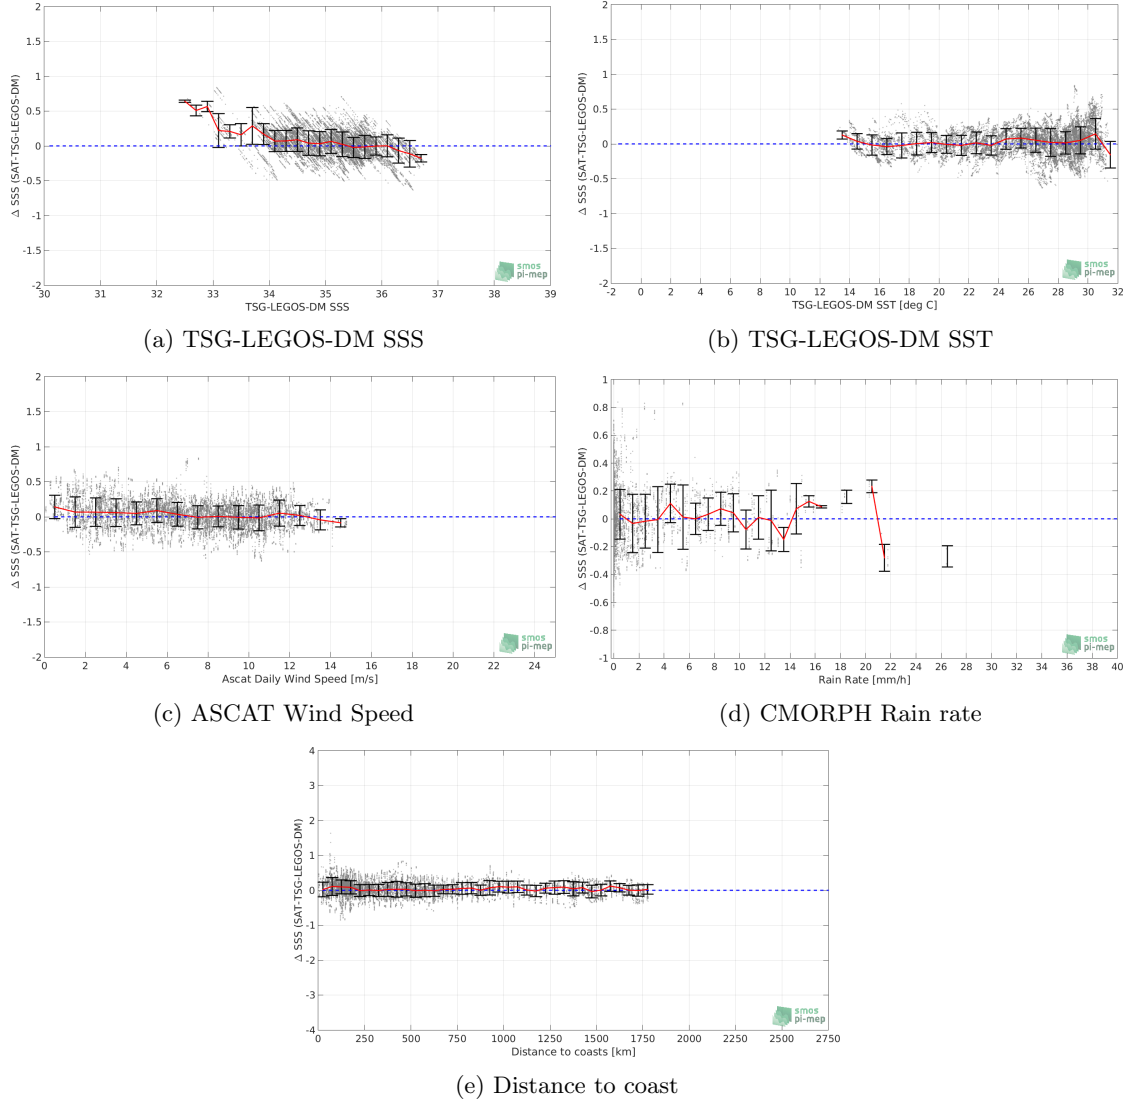 2
1.5
1
0.5
0
-0.5
-1
-1.5
-2
Δ SSS (SAT-TSG-LEGOS-DM)
30 31 32 33 34 35 36 37 38 39
TSG-LEGOS-DM SSS
smos
pi-mep
(a) TSG-LEGOS-DM SSS
2
1.5
1
0.5
0
-0.5
-1
-1.5
-2
Δ SSS (SAT-TSG-LEGOS-DM)
-2 0 2 4 6 8 10 12 14 16 18 20 22 24 26 28 30 32
TSG-LEGOS-DM SST [deg C]
smos
pi-mep
(b) TSG-LEGOS-DM SST
2
1.5
1
0.5
0
-0.5
-1
-1.5
-2
Δ SSS (SAT-TSG-LEGOS-DM)
0 2 4 6 8 10 12 14 16 18 20 22 24
Ascat Daily Wind Speed [m/s]
smos
pi-mep
(c) ASCAT Wind Speed
1
0.8
0.6
0.4
0.2
0
-0.2
-0.4
-0.6
-0.8
-1
Δ SSS (SAT-TSG-LEGOS-DM)
0 2 4 6 8 10 12 14 16 18 20 22 24 26 28 30 32 34 36 38 40
Rain Rate [mm/h]
smos
pi-mep
(d) CMORPH Rain rate
4
3
2
1
0
-1
-2
-3
-4
Δ SSS (SAT-TSG-LEGOS-DM)
0 250 500 750 1000 1250 1500 1750 2000 2250 2500 2750
Distance to coasts [km]
smos
pi-mep
(e) Distance to coast